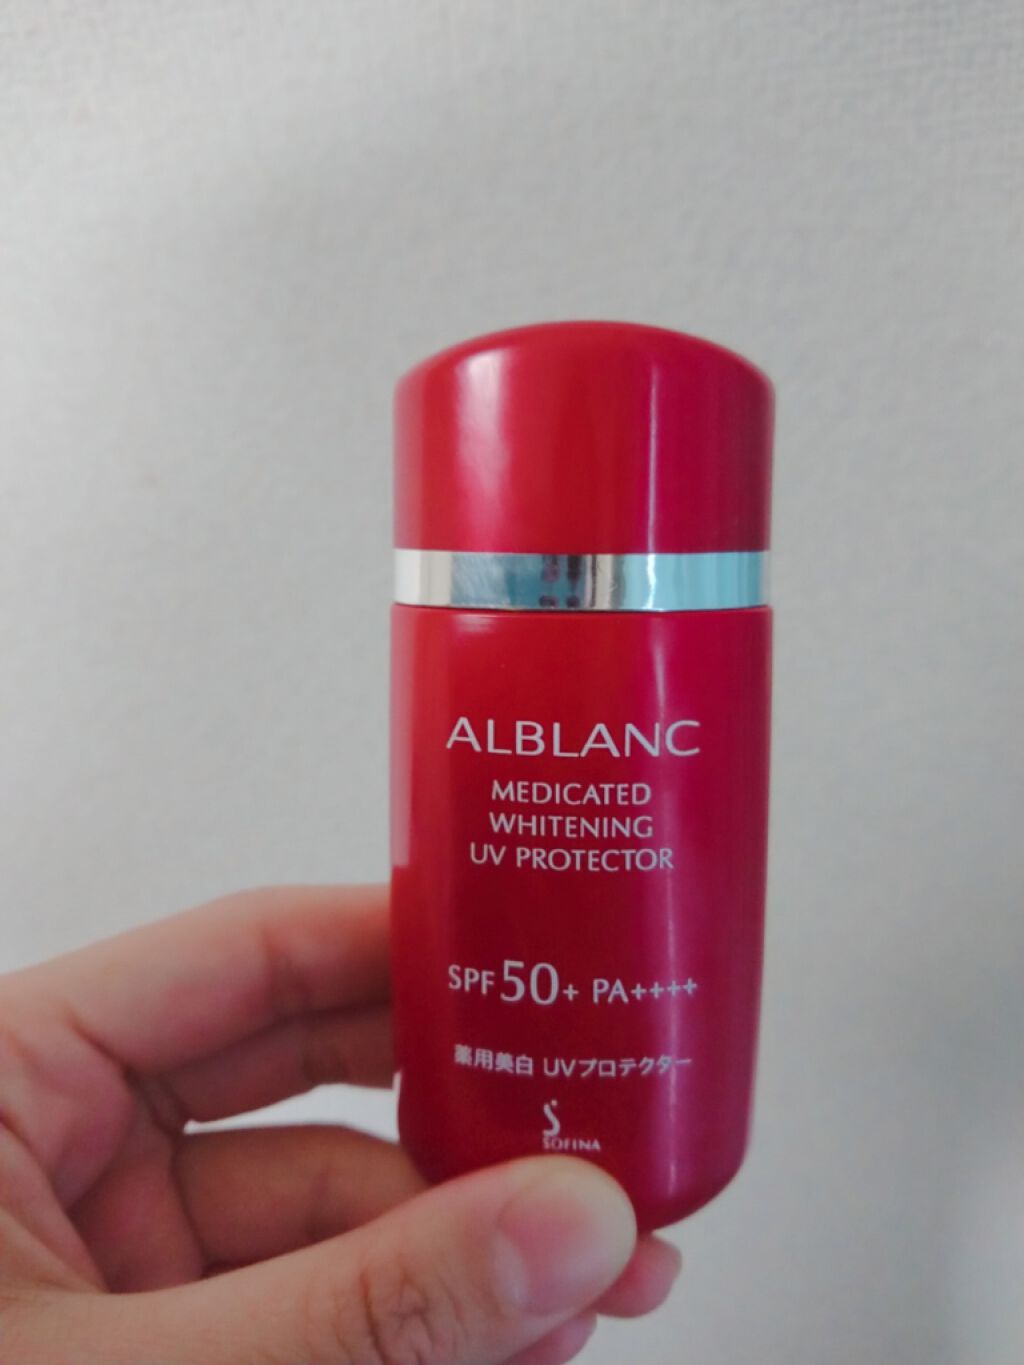 ALBLANC
MEDICATED
WHITENING
UV PROTECTOR
SPF 50+ PA++++
薬用美白 UVプロテクター
SOFINA